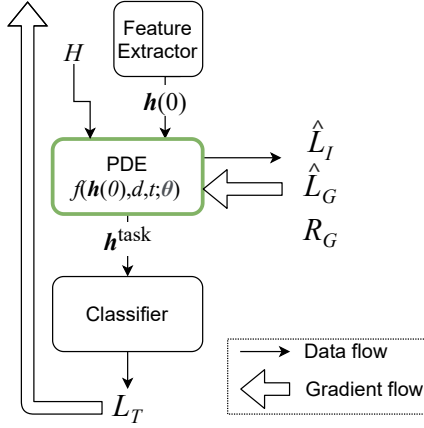 Feature
Extractor
H
h(0)
PDE
f(h(0),d,t;θ)
L̂_I
L̂_G
R_G
h^task
Classifier
L_T
Data flow
Gradient flow